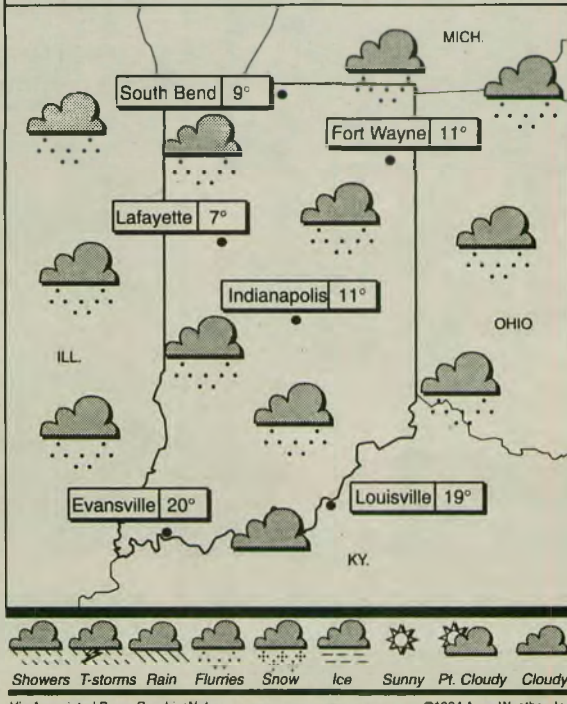 MICH.
South Bend 9°
Fort Wayne 11°
Lafayette 7°
Indianapolis 11°
OHIO
ILL.
Evansville 20°
Louisville 19°
KY.
Showers T-storms Rain Flurries Snow Ice Sunny Pt. Cloudy Cloudy